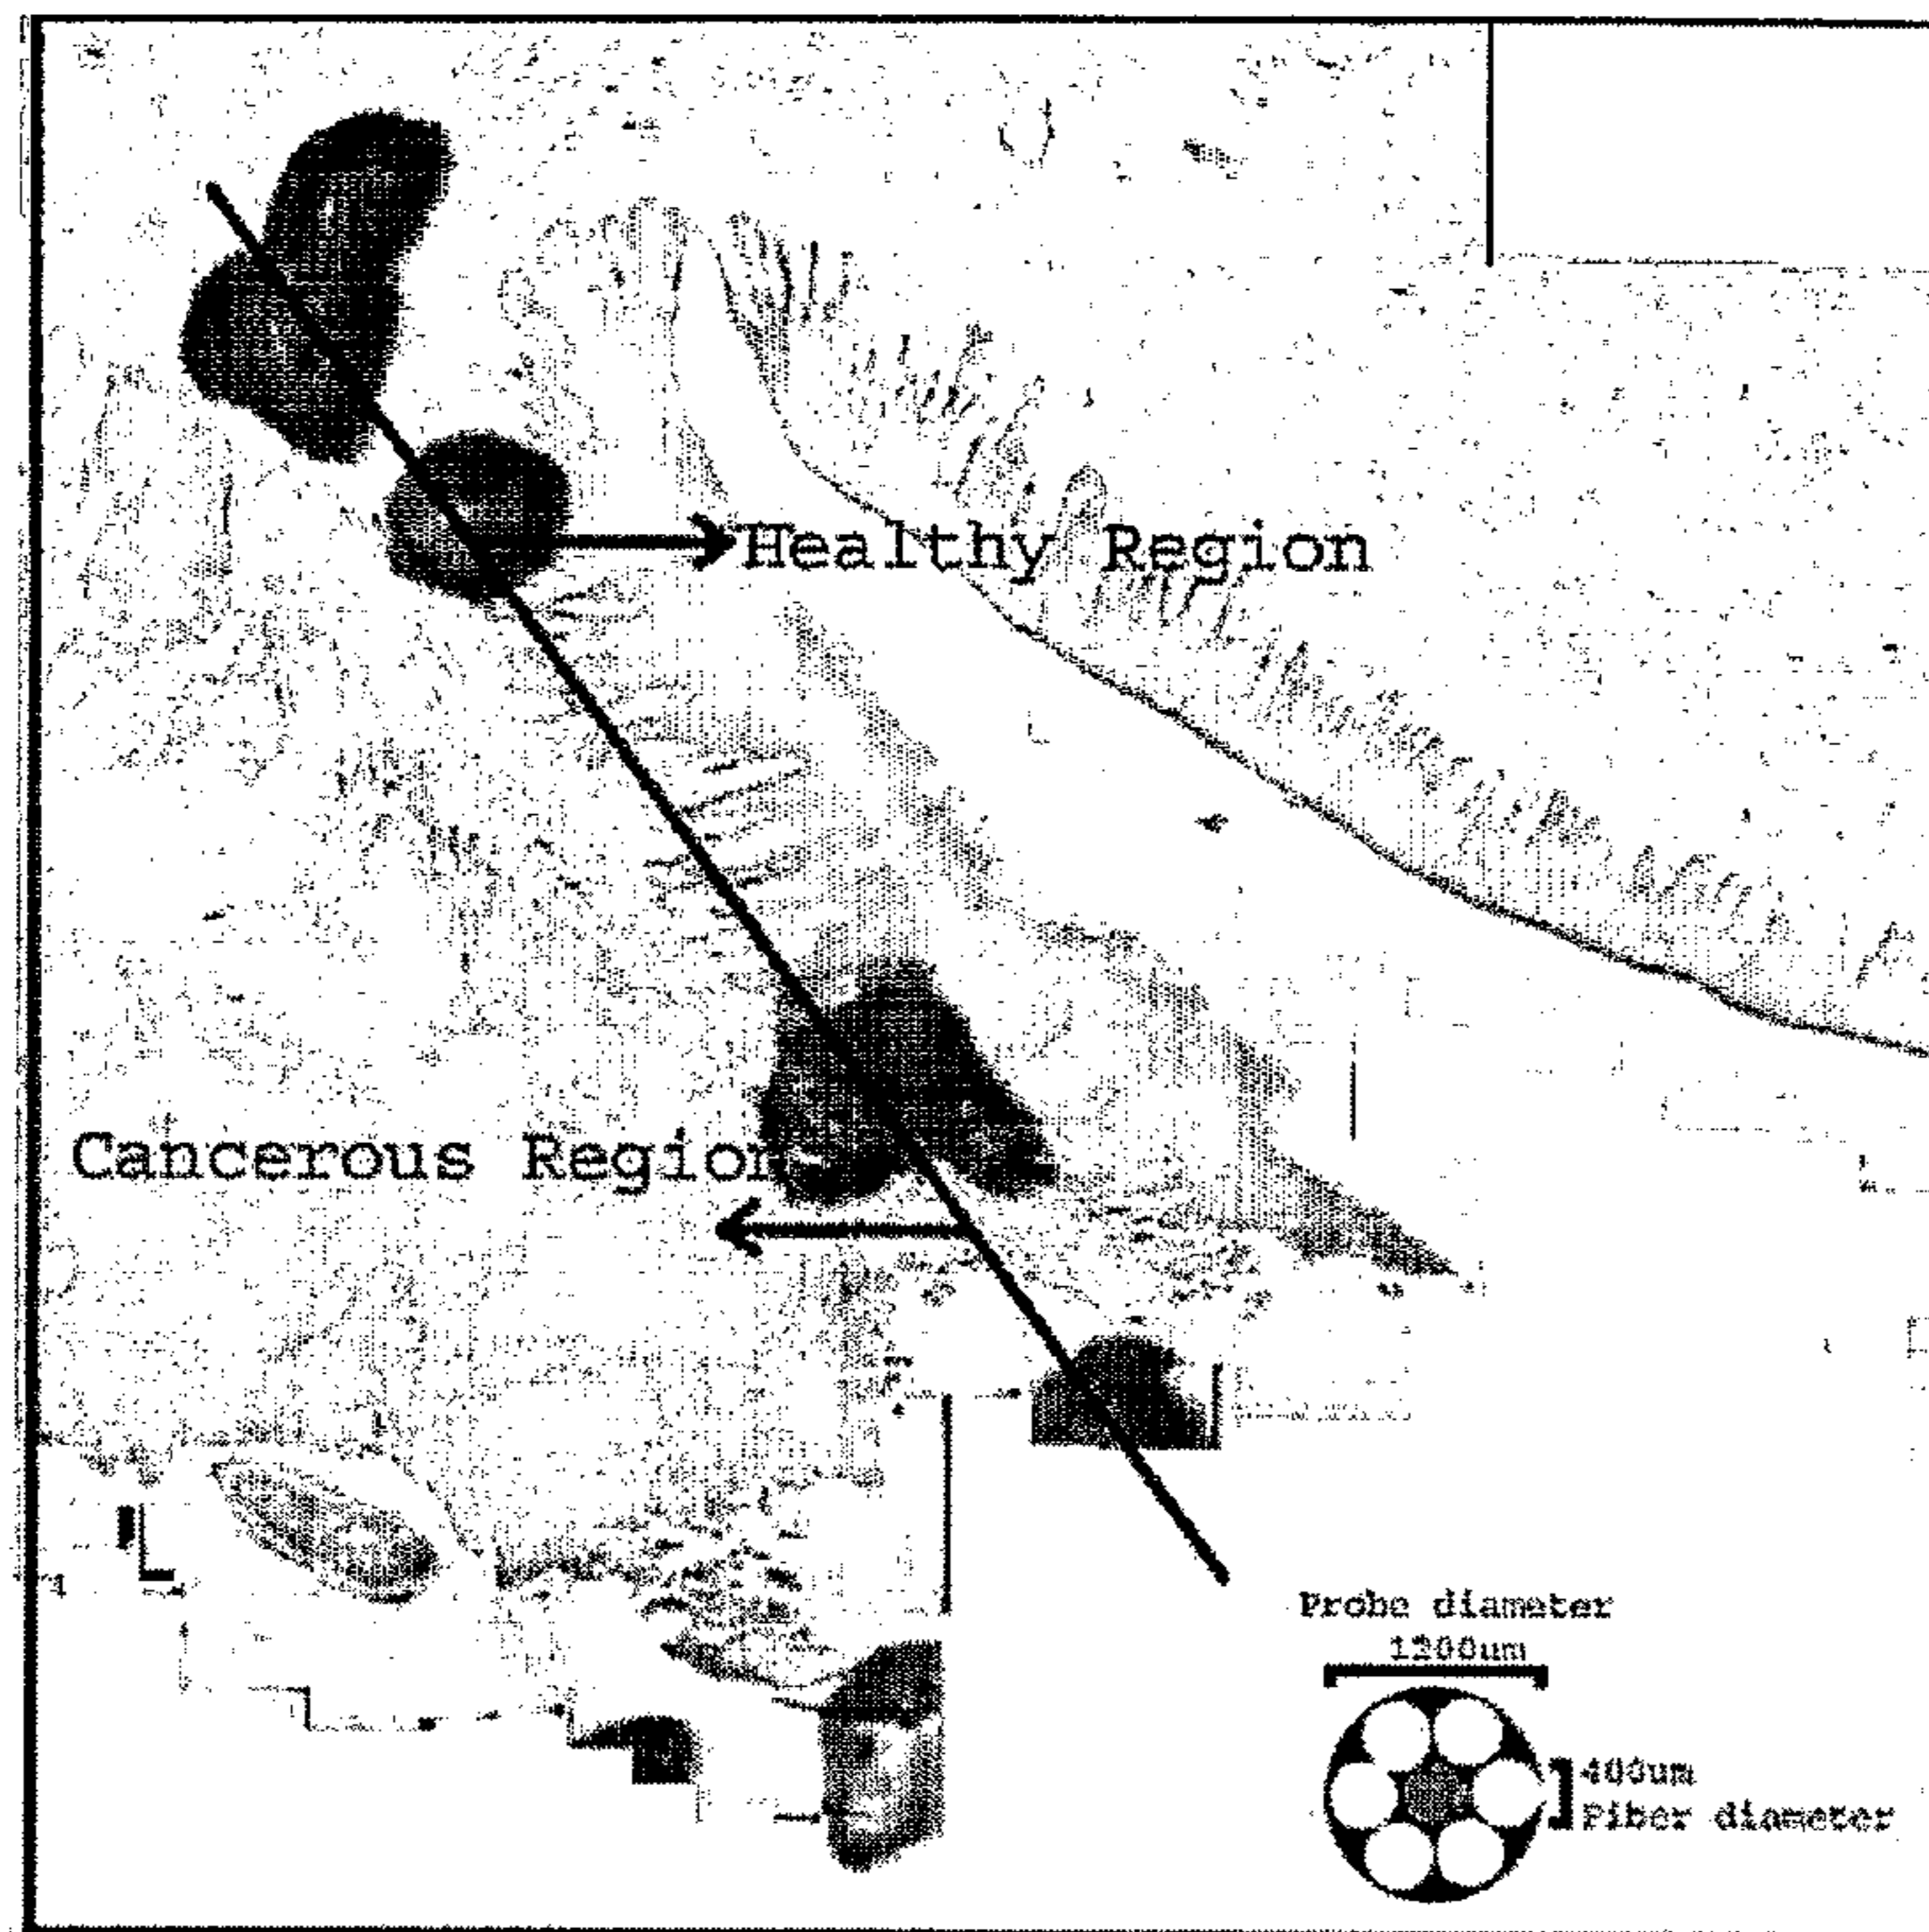 Healthy Region
Cancerous Region
Probe diameter
1200um
400um
Fiber diameter